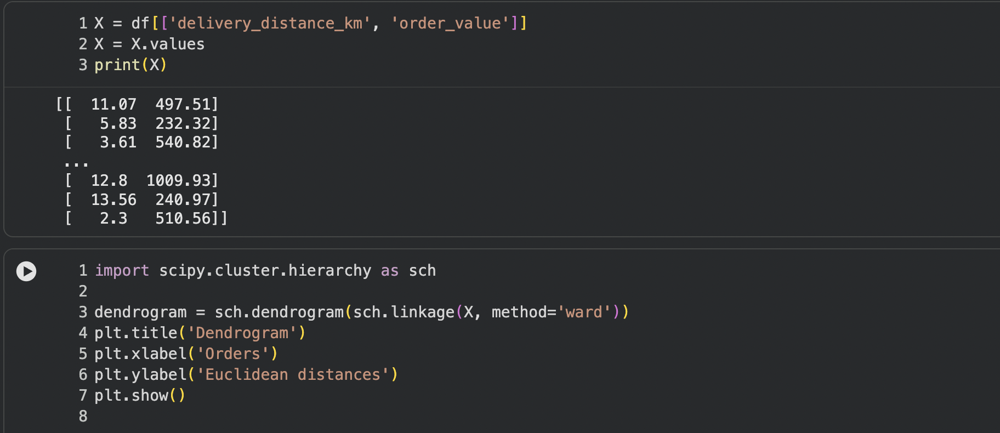 1 X = df[['delivery_distance_km', 'order_value']]
2 X = X.values
3 print(X)
[[  11.07  497.51]
 [   5.83  232.32]
 [   3.61  540.82]
 ...
 [  12.8  1009.93]
 [  13.56  240.97]
 [   2.3   510.56]]
1 import scipy.cluster.hierarchy as sch
2
3 dendrogram = sch.dendrogram(sch.linkage(X, method='ward'))
4 plt.title('Dendrogram')
5 plt.xlabel('Orders')
6 plt.ylabel('Euclidean distances')
7 plt.show()
8